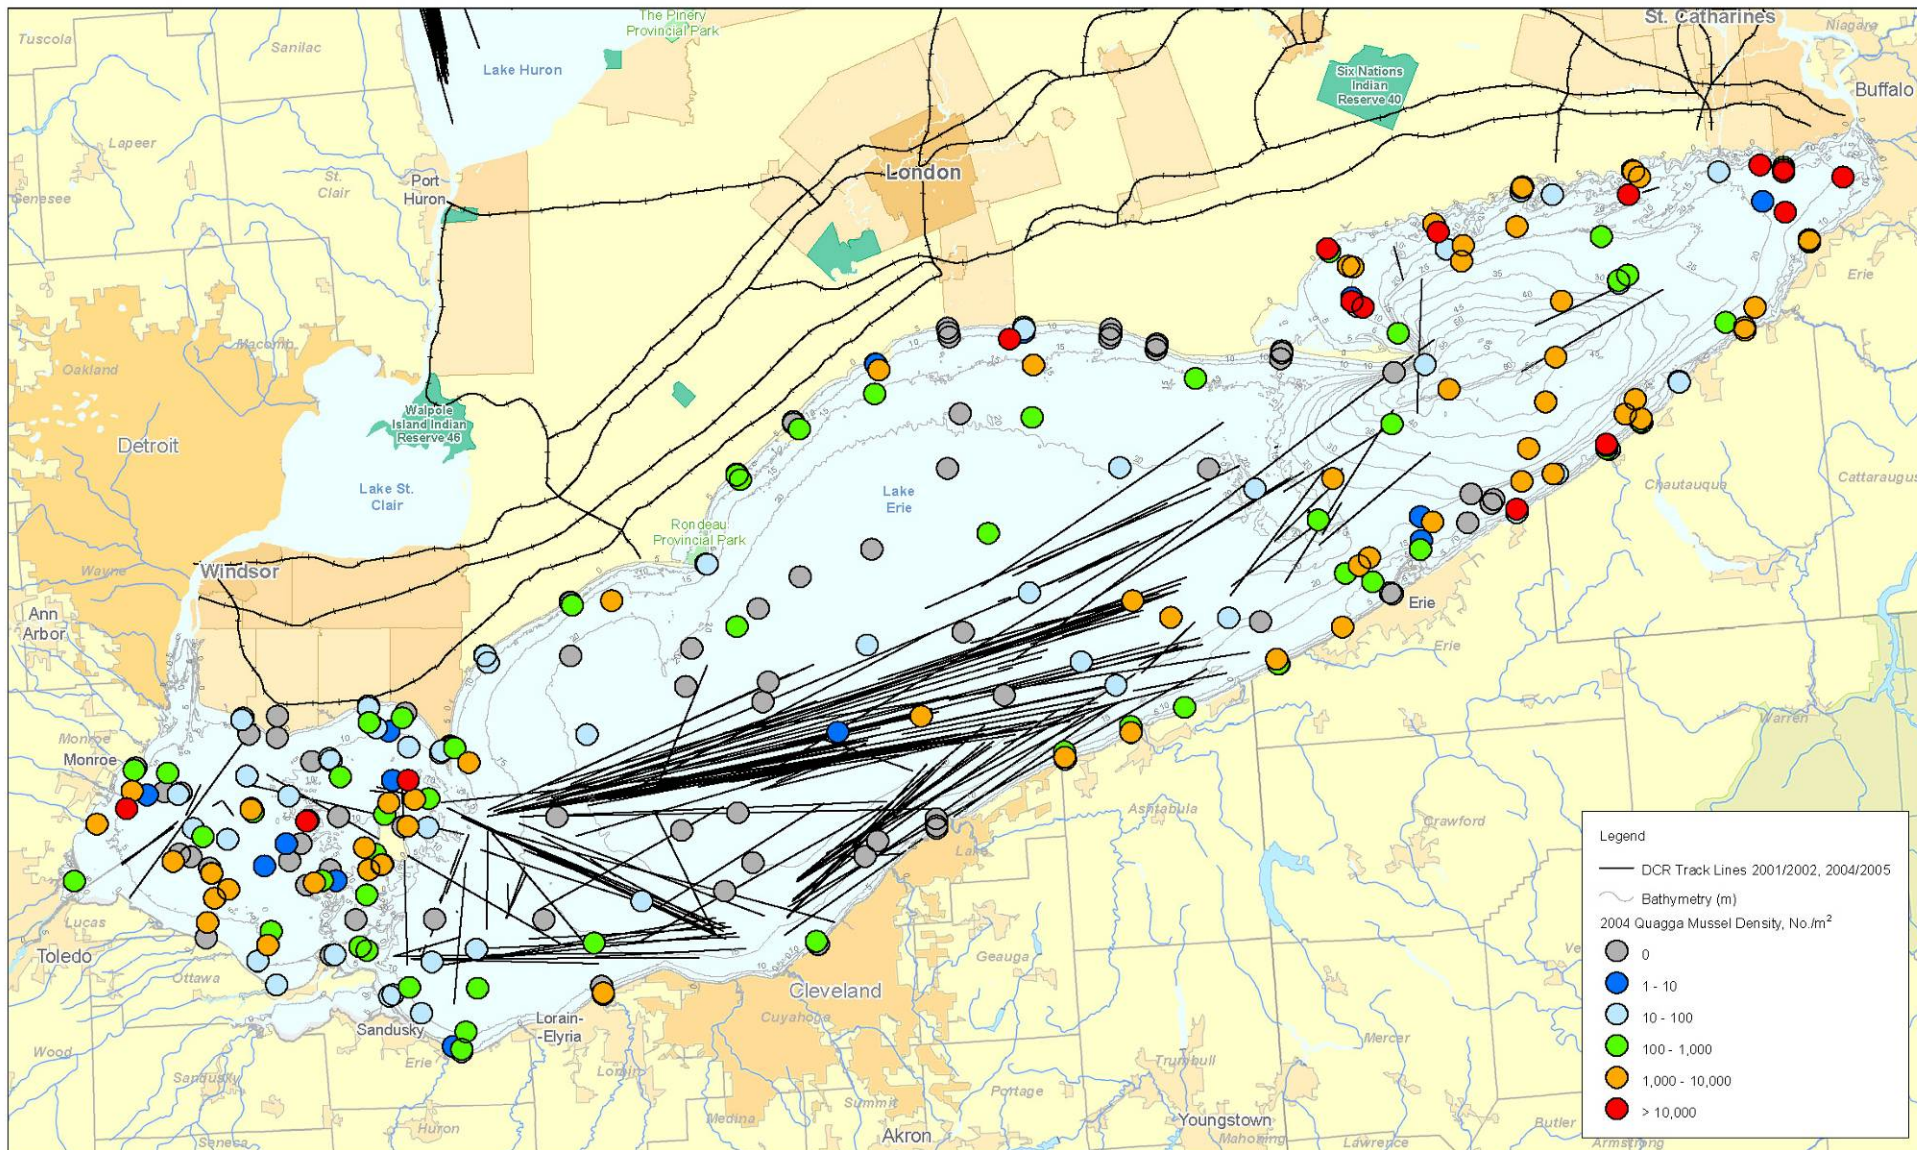 The Pinery
Provincial Park
St. Catharines
Niagara
Tuscola
Sanilac
Lake Huron
Six Nations
Indian
Reserve 40
Buffalo
Lapeer
St.
Clair
Port
Huron
London
Genesee
Erie
Macomb
Oakland
Walpole
Island Indian
Reserve 46
Detroit
Lake St.
Clair
Lake
Erie
Chautauqua
Cattaraugus
Rondeau
Provincial Park
Wayne
Windsor
Ann
Arbor
Erie
Erie
Warren
Monroe
Monroe
Ashtabula
Crawford
Lake
Lucas
Toledo
Ottawa
Geauga
Cleveland
Cuyahoga
Sandusky
Lorain-
-Elyria
Wood
Erie
Sandusky
Lorain
Trumbull
Mercer
Portage
Summit
Medina
Huron
Seneca
Akron
Youngstown
Mahoning
Lawrence
Butler
Armstrong
Legend
DCR Track Lines 2001/2002, 2004/2005
Bathymetry (m)
2004 Quagga Mussel Density, No./m²
0
1 - 10
10 - 100
100 - 1,000
1,000 - 10,000
> 10,000